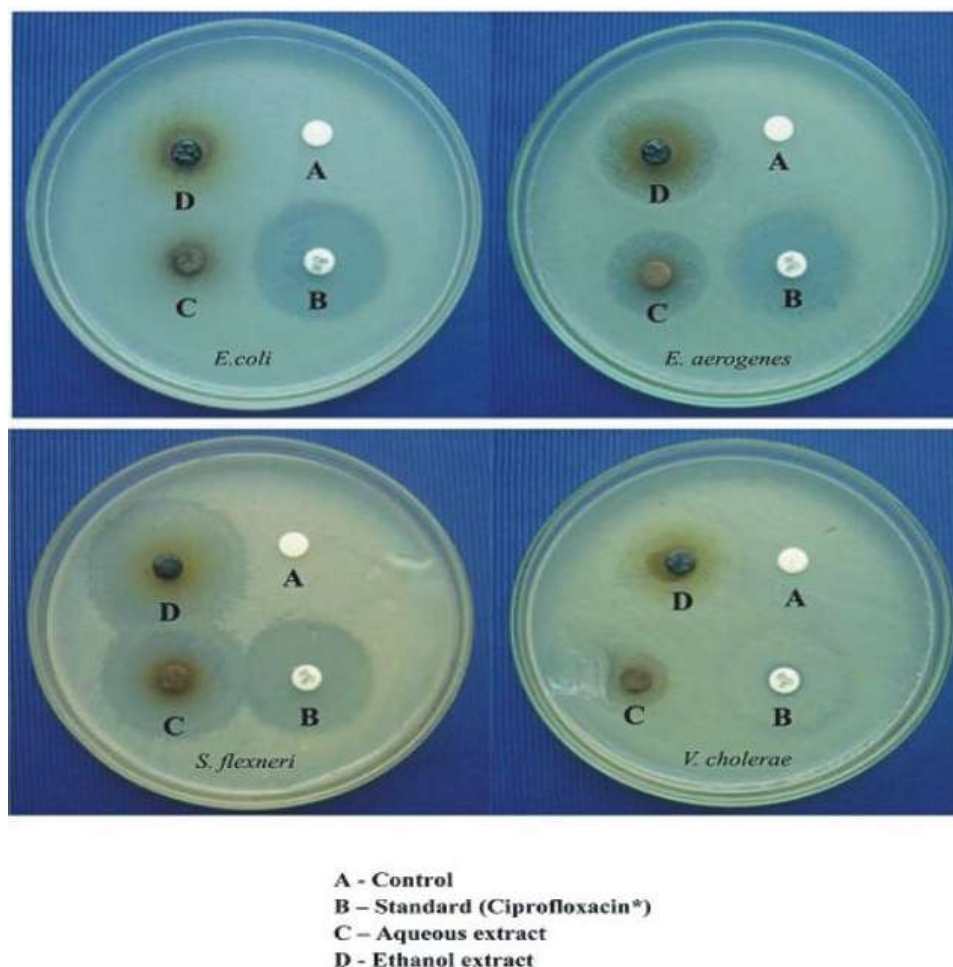 D
A
C
B
E.coli
D
A
C
B
E. aerogenes
D
A
C
B
S. flexneri
D
A
C
B
V. cholerae
A - Control
B – Standard (Ciprofloxacin*)
C – Aqueous extract
D - Ethanol extract